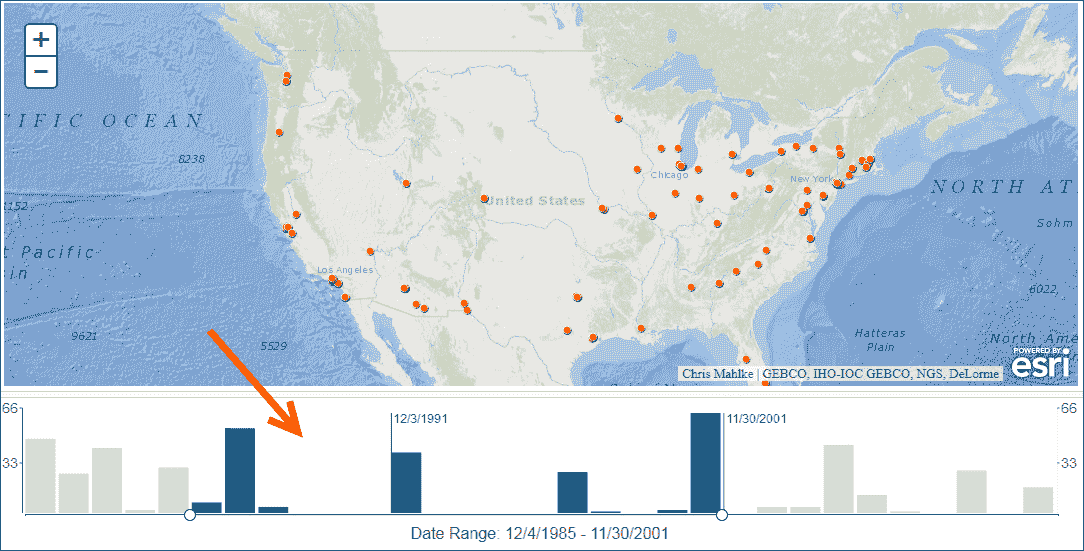 +
−
IFIC OCEAN
8238
1152
t Pacific
in
9621
5529
Los Angeles
United States
Chicago
New York
NORTH AT
Sohm
6022
Hatteras
Plain
North Ame
POWERED BY
esri
Chris Mahlke | GEBCO, IHO-IOC GEBCO, NGS, DeLorme
66
33
12/3/1991
11/30/2001
66
33
Date Range: 12/4/1985 - 11/30/2001